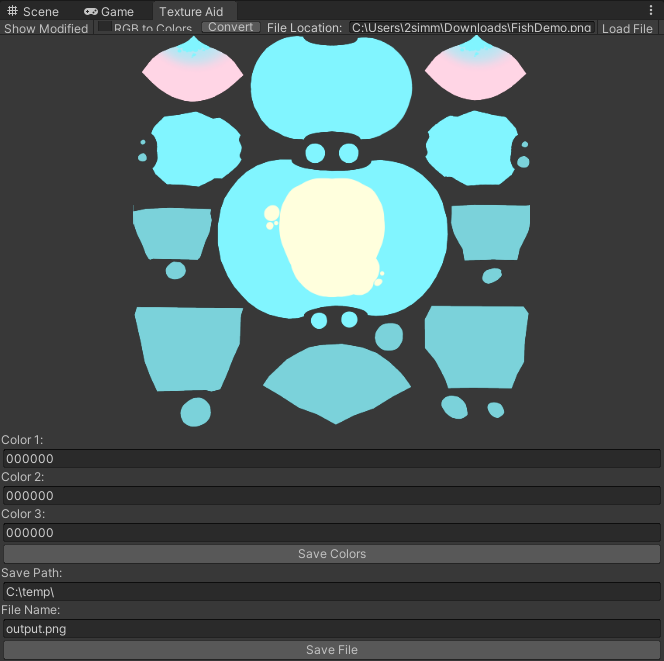 Scene Game Texture Aid
Show Modified RGB to Colors Convert File Location: C:\Users\2simm\Downloads\FishDemo.png Load File
Color 1:
000000
Color 2:
000000
Color 3:
000000
Save Colors
Save Path:
C:\temp\
File Name:
output.png
Save File